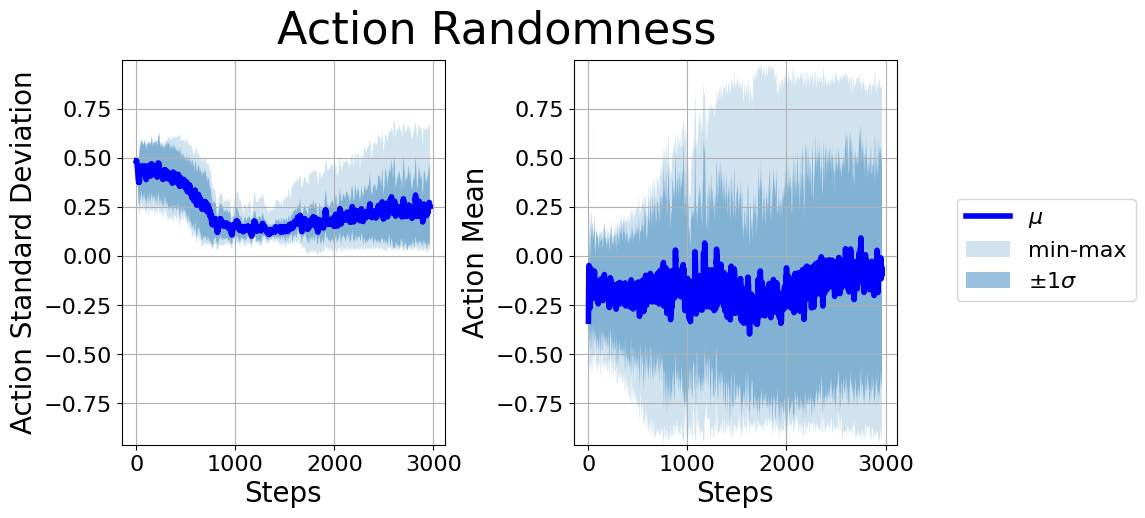 Action Randomness
Action Standard Deviation
0.75
0.50
0.25
0.00
−0.25
−0.50
−0.75
0 1000 2000 3000
Steps
Action Mean
0.75
0.50
0.25
0.00
−0.25
−0.50
−0.75
0 1000 2000 3000
Steps
μ
min-max
±1σ